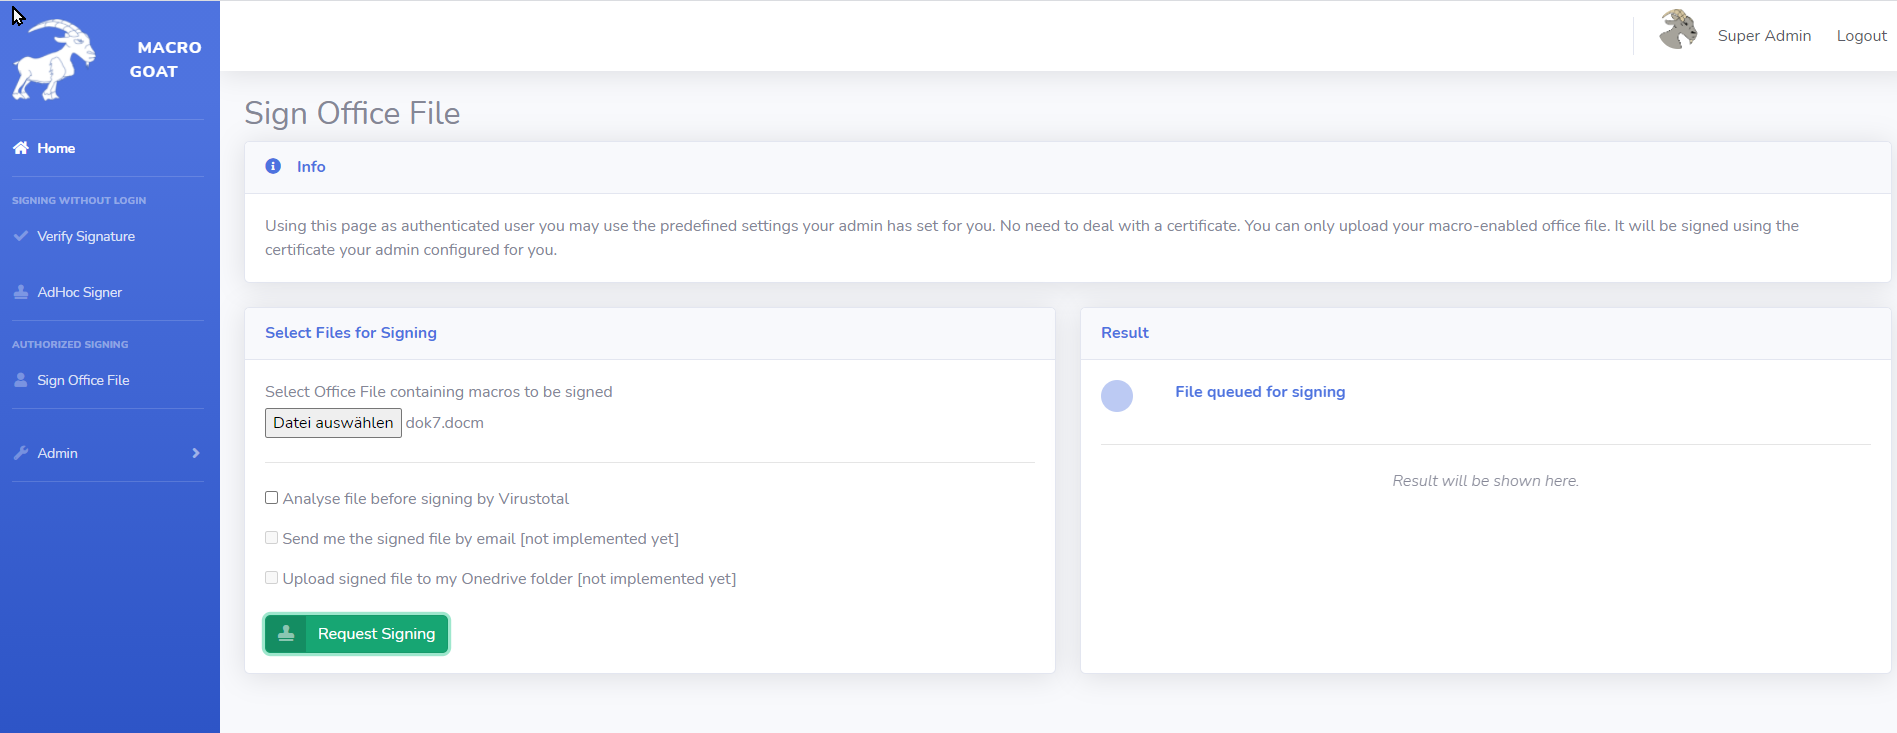 MACRO
GOAT
Super Admin
Logout
Home
SIGNING WITHOUT LOGIN
Verify Signature
AdHoc Signer
AUTHORIZED SIGNING
Sign Office File
Admin
Sign Office File
Info
Using this page as authenticated user you may use the predefined settings your admin has set for you. No need to deal with a certificate. You can only upload your macro-enabled office file. It will be signed using the
certificate your admin configured for you.
Select Files for Signing
Select Office File containing macros to be signed
Datei auswählen dok7.docm
Analyse file before signing by Virustotal
Send me the signed file by email [not implemented yet]
Upload signed file to my Onedrive folder [not implemented yet]
Request Signing
Result
File queued for signing
Result will be shown here.